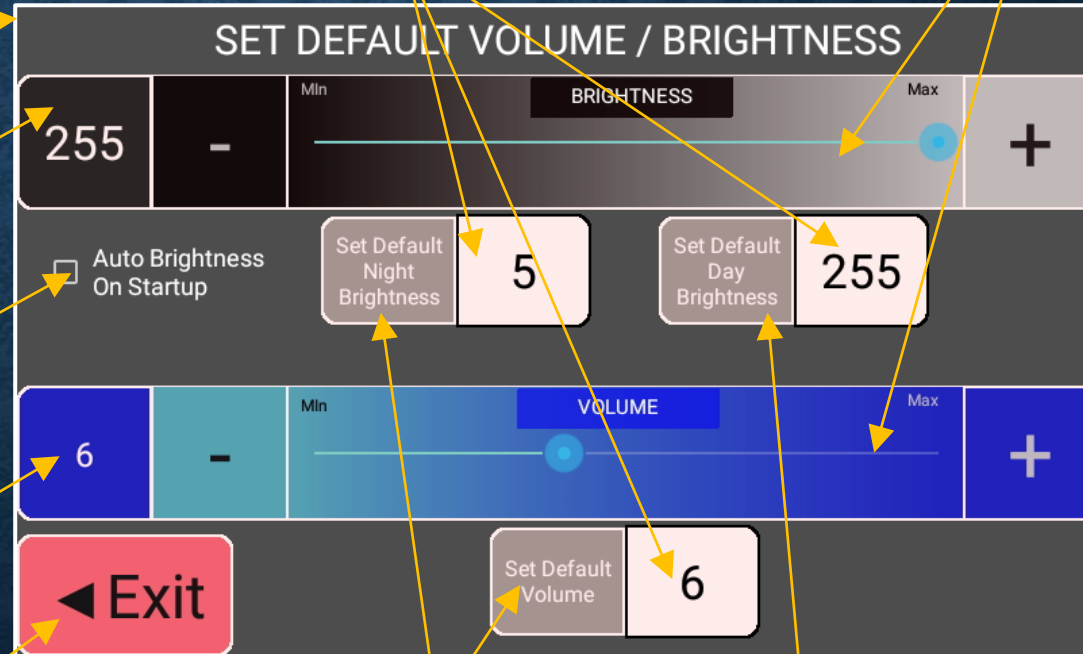 SET DEFAULT VOLUME / BRIGHTNESS
255
-
MIn
BRIGHTNESS
Max
+
Auto Brightness
On Startup
Set Default
Night
Brightness
5
Set Default
Day
Brightness
255
6
-
MIn
VOLUME
Max
+
◄Exit
Set Default
Volume
6